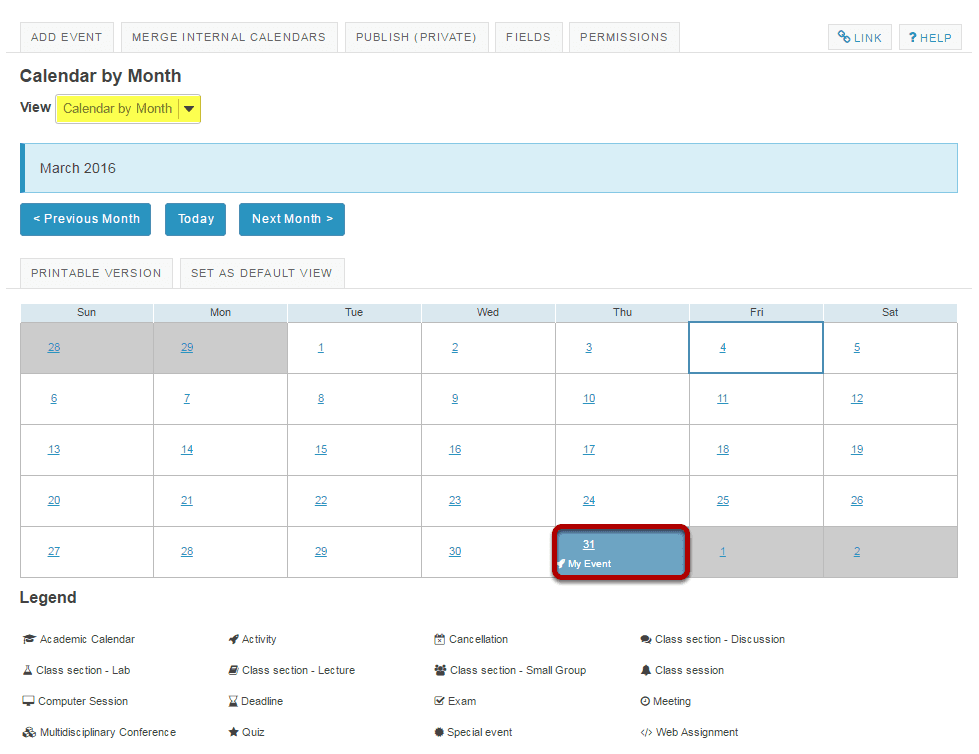 ADD EVENT MERGE INTERNAL CALENDARS PUBLISH (PRIVATE) FIELDS PERMISSIONS LINK ? HELP
Calendar by Month
View Calendar by Month
March 2016
< Previous Month Today Next Month >
PRINTABLE VERSION SET AS DEFAULT VIEW
Sun Mon Tue Wed Thu Fri Sat
28 29 1 2 3 4 5
6 7 8 9 10 11 12
13 14 15 16 17 18 19
20 21 22 23 24 25 26
27 28 29 30 31 1 2
My Event
Legend
Academic Calendar Activity Cancellation Class section - Discussion
Class section - Lab Class section - Lecture Class section - Small Group Class session
Computer Session Deadline Exam Meeting
Multidisciplinary Conference Quiz Special event </> Web Assignment